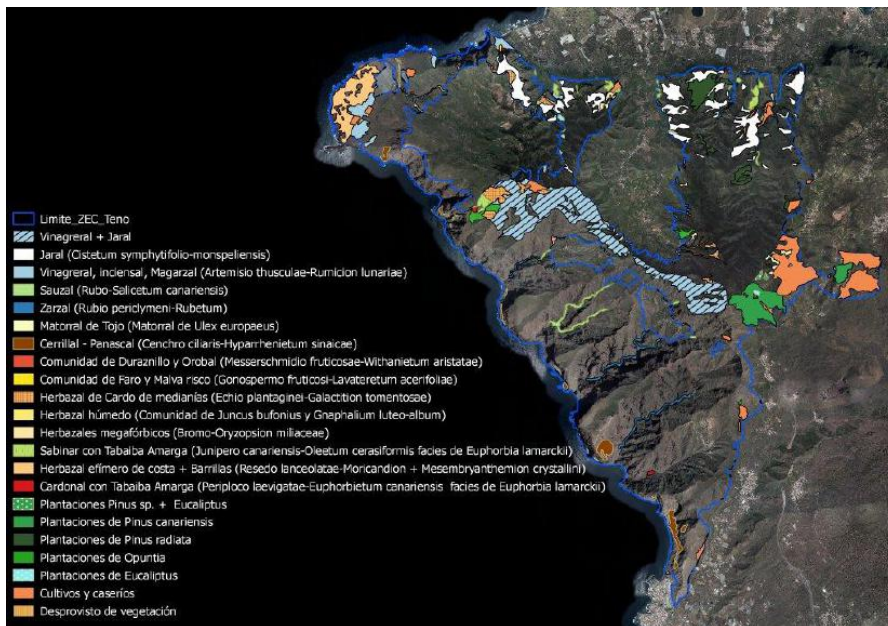 Limite_ZEC_Teno
Vinagreral + Jaral
Jaral (Cistetum symphytifolio-monspeliensis)
Vinagreral, inciensal, Magarzal (Artemisio thusculae-Rumicion lunariae)
Sauzal (Rubo-Salicetum canariensis)
Zarzal (Rubio periclymeni-Rubetum)
Matorral de Tojo (Matorral de Ulex europaeus)
Cerrillal - Panascal (Cenchro ciliaris-Hyparrhenietum sinaicae)
Comunidad de Duraznillo y Orobal (Messerschmidio fruticosae-Withanietum aristatae)
Comunidad de Faro y Malva risco (Gonospermo fruticosi-Lavateretum acerifoliae)
Herbazal de Cardo de medianías (Echio plantaginei-Galactition tomentosae)
Herbazal húmedo (Comunidad de Juncus bufonius y Gnaphalium luteo-album)
Herbazales megafórbicos (Bromo-Oryzopsion miliaceae)
Sabinar con Tabaiba Amarga (Junipero canariensis-Oleetum cerasiformis facies de Euphorbia lamarckii)
Herbazal efímero de costa + Barrillas (Resedo lanceolatae-Moricandion + Mesembryanthemion crystallini)
Cardonal con Tabaiba Amarga (Periploco laevigatae-Euphorbietum canariensis  facies de Euphorbia lamarckii)
Plantaciones Pinus sp. +  Eucaliptus
Plantaciones de Pinus canariensis
Plantaciones de Pinus radiata
Plantaciones de Opuntia
Plantaciones de Eucaliptus
Cultivos y caseríos
Desprovisto de vegetación